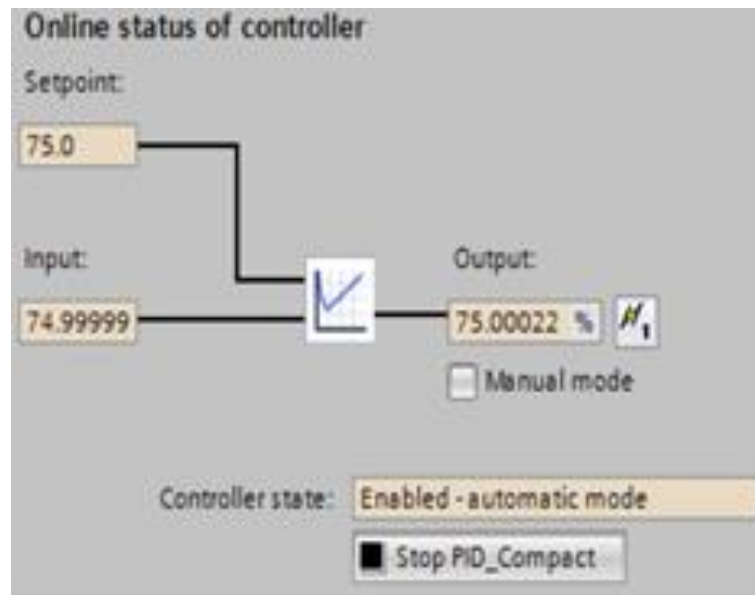 Online status of controller
Setpoint:
75.0
Input:
Output:
74.99999
75.00022 %
1
Manual mode
Controller state: Enabled - automatic mode
Stop PID_Compact